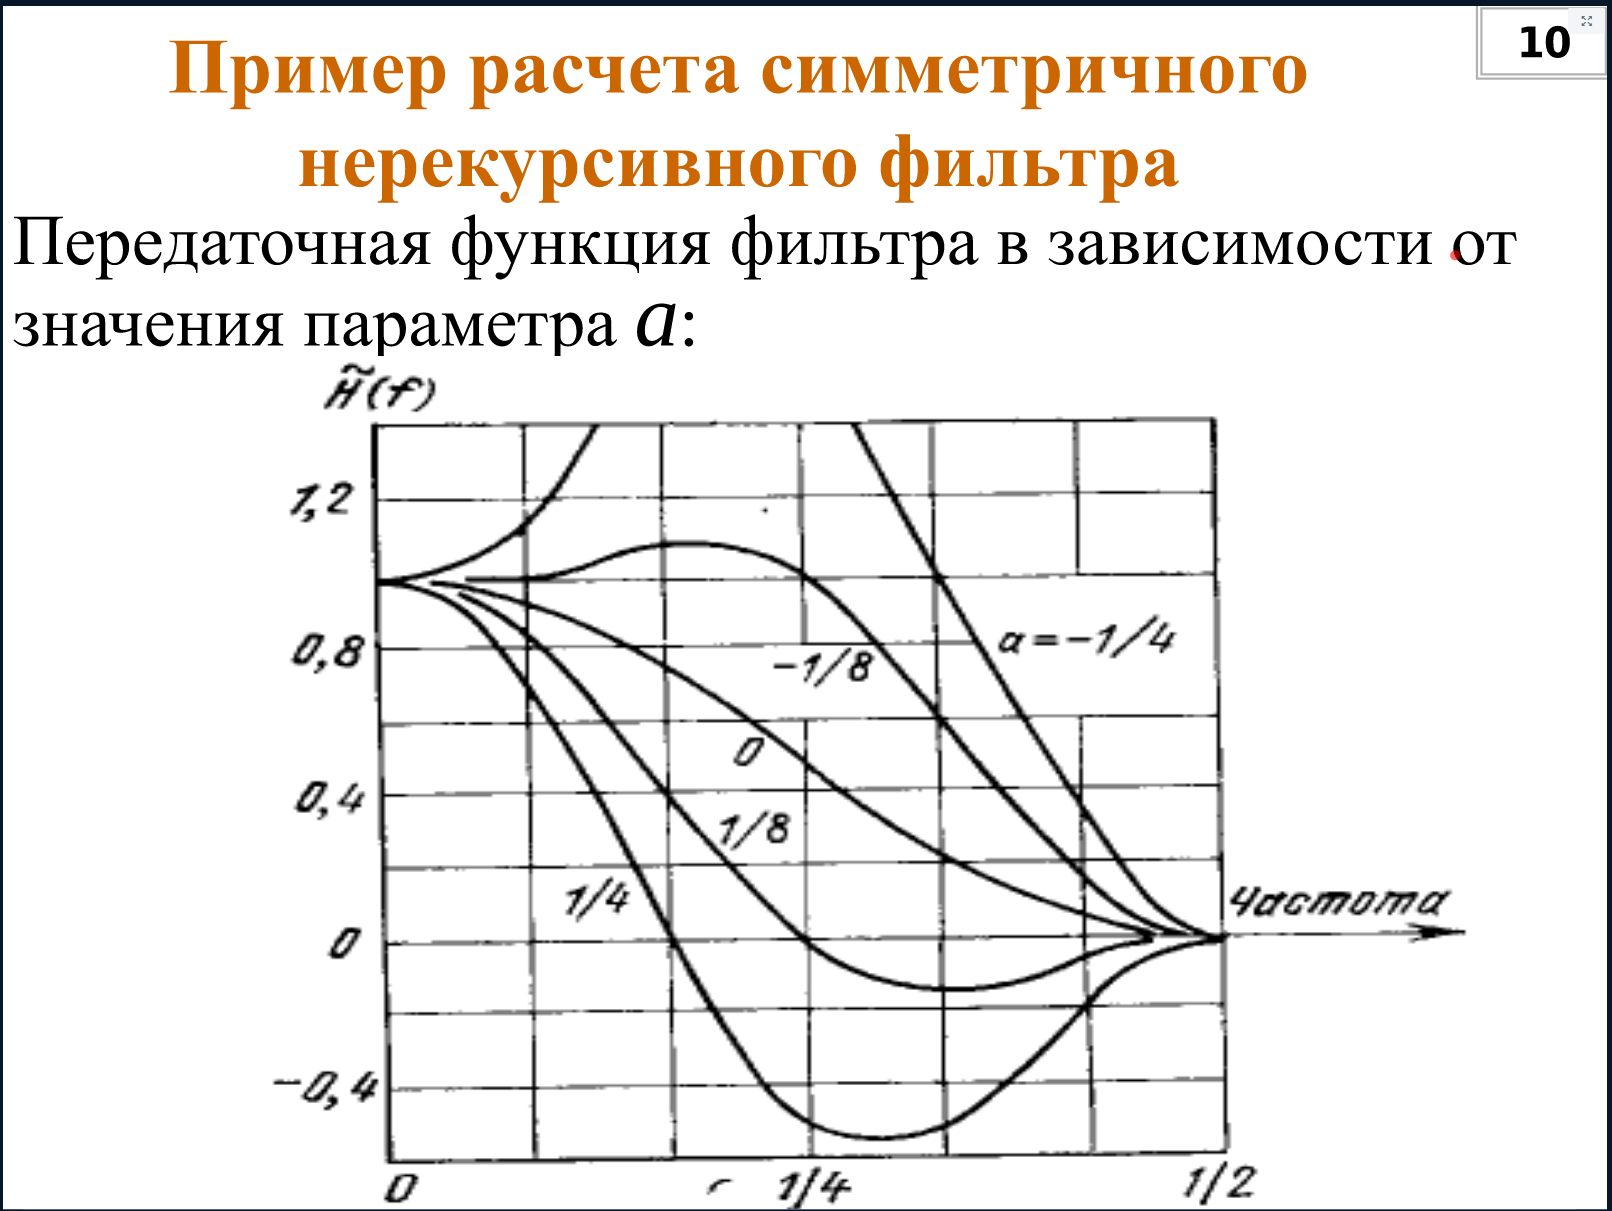 10
Пример расчета симметричного
нерекурсивного фильтра
Передаточная функция фильтра в зависимости от
значения параметра a:
H̃(f)
1,2
0,8
a=-1/4
-1/8
0
0,4
1/8
1/4
Частота
0
-0,4
0
1/4
1/2